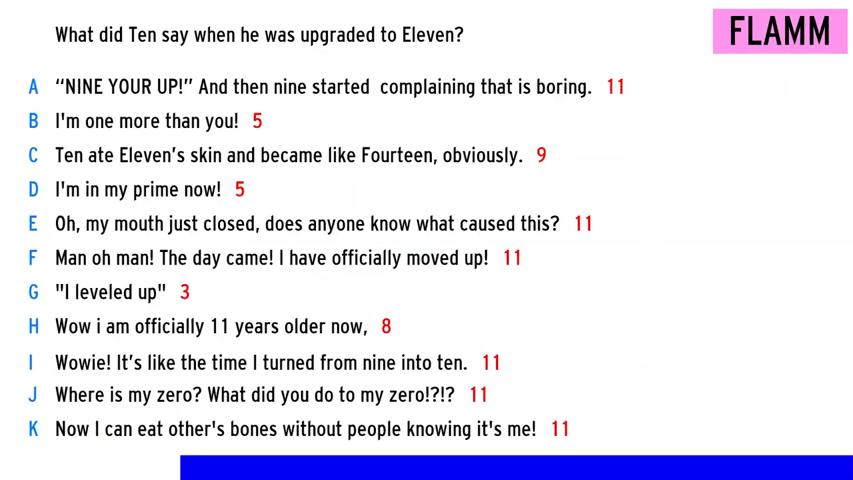 What did Ten say when he was upgraded to Eleven?
FLAMM
A “NINE YOUR UP!” And then nine started complaining that is boring. 11
B I'm one more than you! 5
C Ten ate Eleven’s skin and became like Fourteen, obviously. 9
D I'm in my prime now! 5
E Oh, my mouth just closed, does anyone know what caused this? 11
F Man oh man! The day came! I have officially moved up! 11
G "I leveled up" 3
H Wow i am officially 11 years older now, 8
I Wowie! It’s like the time I turned from nine into ten. 11
J Where is my zero? What did you do to my zero!?!? 11
K Now I can eat other's bones without people knowing it's me! 11